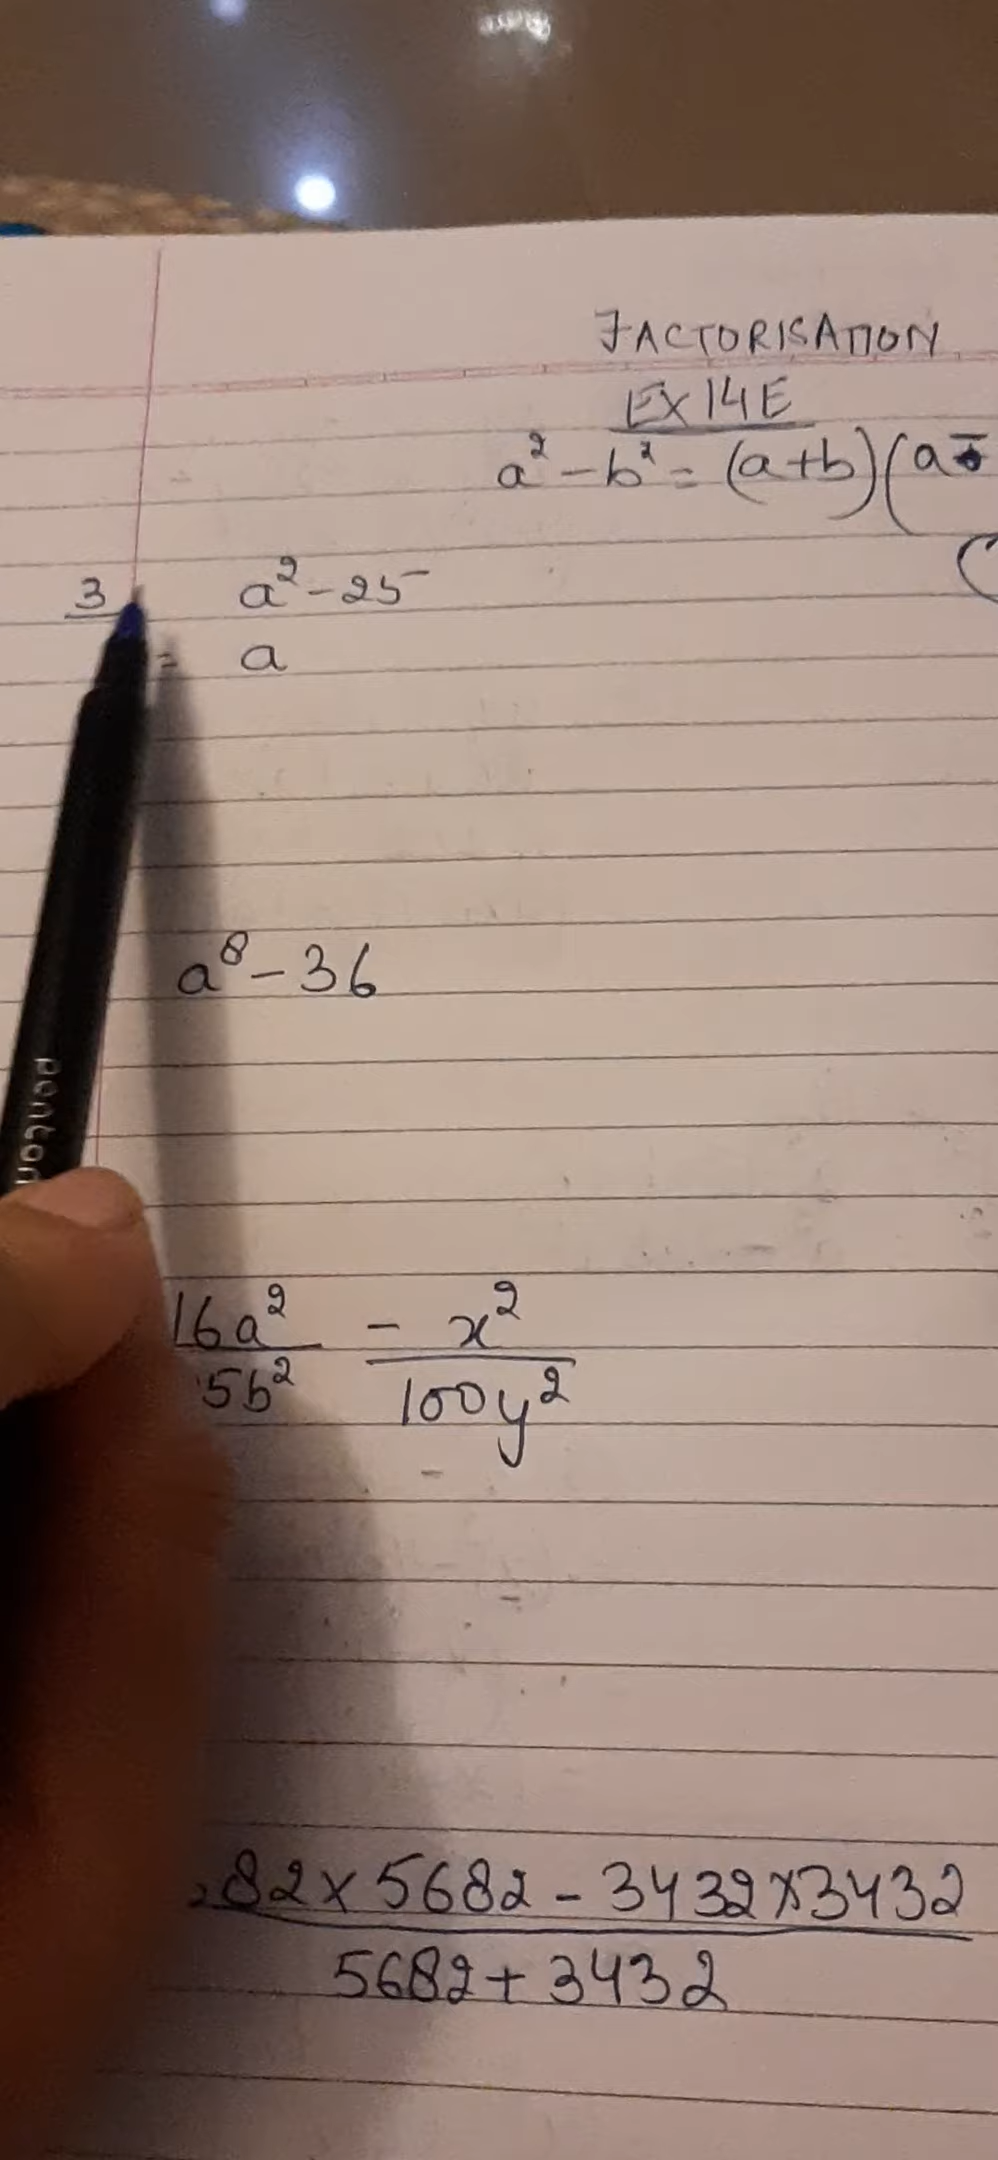 FACTORISATION
EX 14E
a² - b² = (a+b)(a-
3 a² - 25
= a
a⁸ - 36
16a² - x²
5b² 100y²
82 x 5682 - 3432 x 3432
5682 + 3432
penton